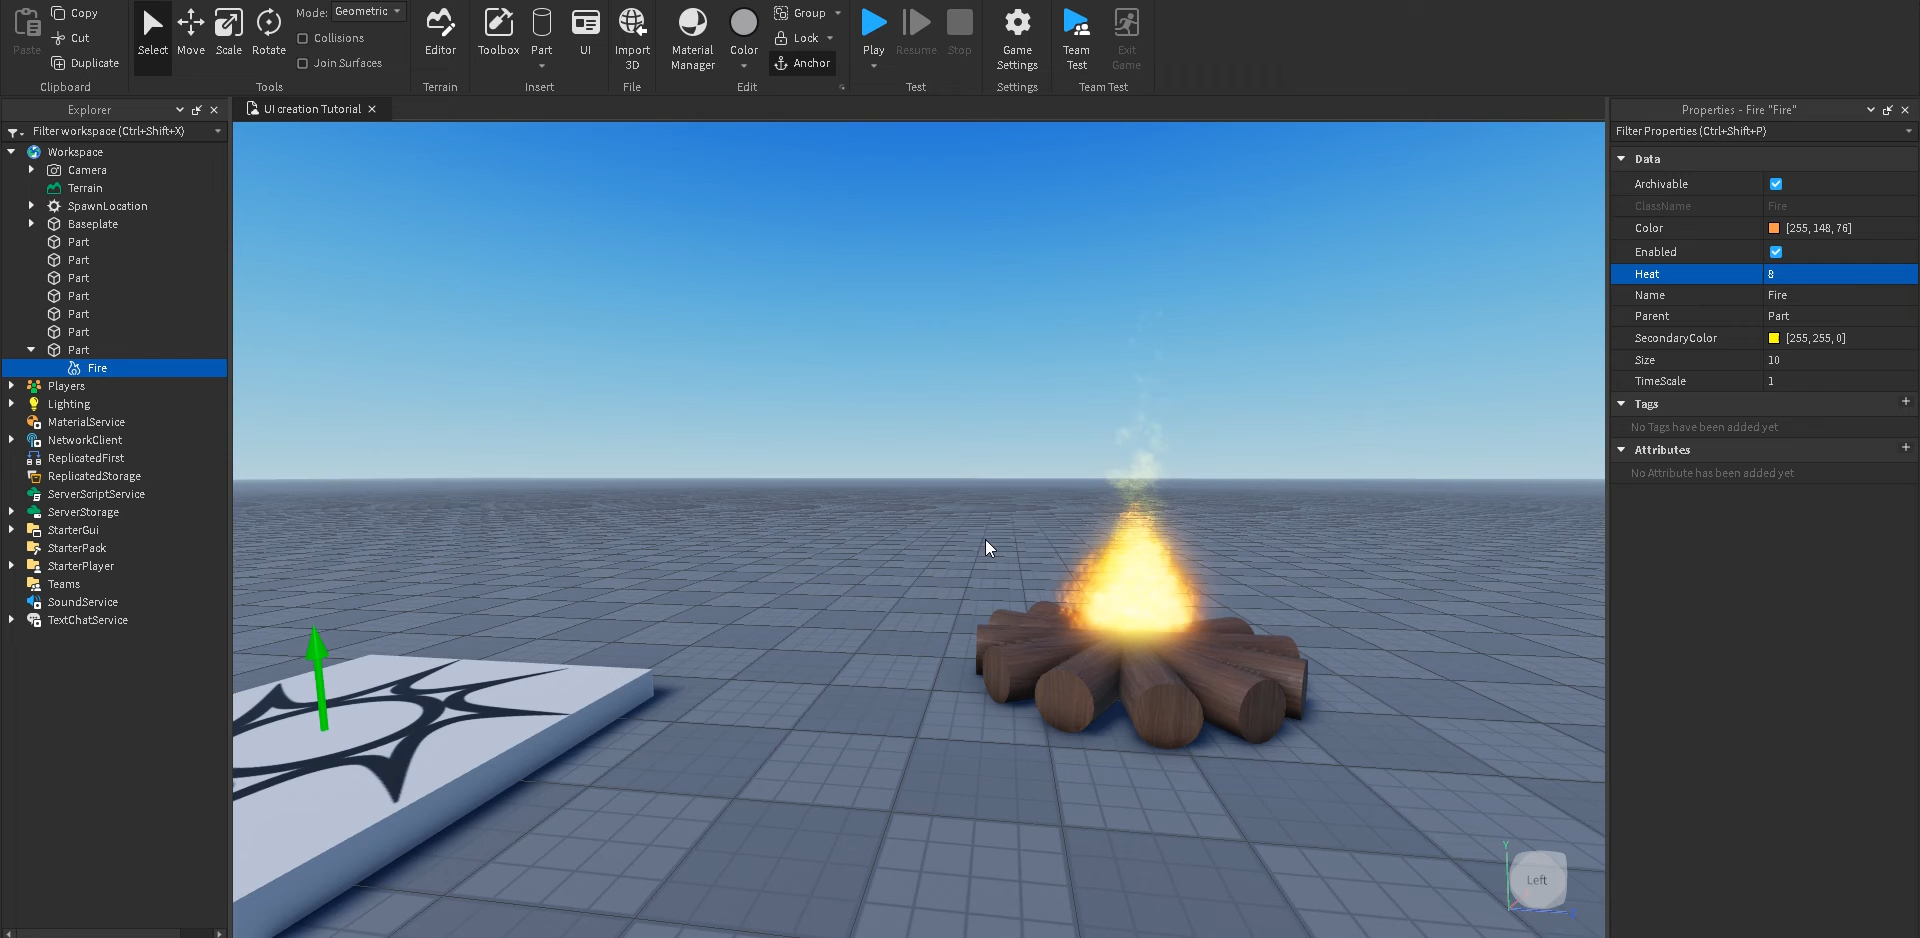 Paste
Copy
Cut
Duplicate
Clipboard
Select
Move
Scale
Rotate
Mode: Geometric
Collisions
Join Surfaces
Tools
Editor
Terrain
Toolbox
Part
UI
Insert
Import
3D
File
Material
Manager
Color
Group
Lock
Anchor
Edit
Play
Resume
Stop
Test
Game
Settings
Settings
Team
Test
Exit
Game
Team Test
Explorer
Filter workspace (Ctrl+Shift+X)
Workspace
Camera
Terrain
SpawnLocation
Baseplate
Part
Part
Part
Part
Part
Part
Part
Fire
Players
Lighting
MaterialService
NetworkClient
ReplicatedFirst
ReplicatedStorage
ServerScriptService
ServerStorage
StarterGui
StarterPack
StarterPlayer
Teams
SoundService
TextChatService
UI creation Tutorial
Y
Left
Properties - Fire "Fire"
Filter Properties (Ctrl+Shift+P)
Data
Archivable
ClassName Fire
Color [255, 148, 76]
Enabled
Heat 8
Name Fire
Parent Part
SecondaryColor [255, 255, 0]
Size 10
TimeScale 1
Tags
No Tags have been added yet
Attributes
No Attribute has been added yet